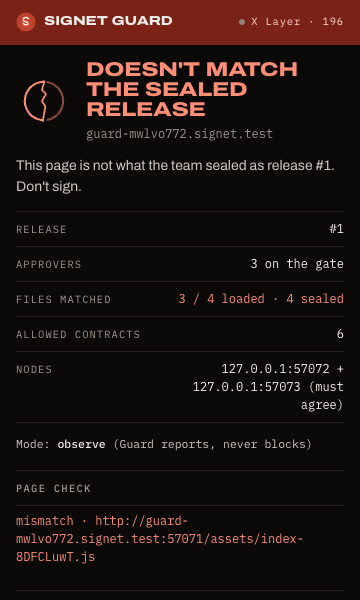 SIGNET GUARD
X Layer · 196
DOESN'T MATCH
THE SEALED
RELEASE
guard-mwlvo772.signet.test
This page is not what the team sealed as release #1.
Don't sign.
RELEASE #1
APPROVERS 3 on the gate
FILES MATCHED 3 / 4 loaded · 4 sealed
ALLOWED CONTRACTS 6
NODES 127.0.0.1:57072 +
127.0.0.1:57073 (must
agree)
Mode: observe (Guard reports, never blocks)
PAGE CHECK
mismatch · http://guard-
mwlvo772.signet.test:57071/assets/index-
8DFCLuwT.js